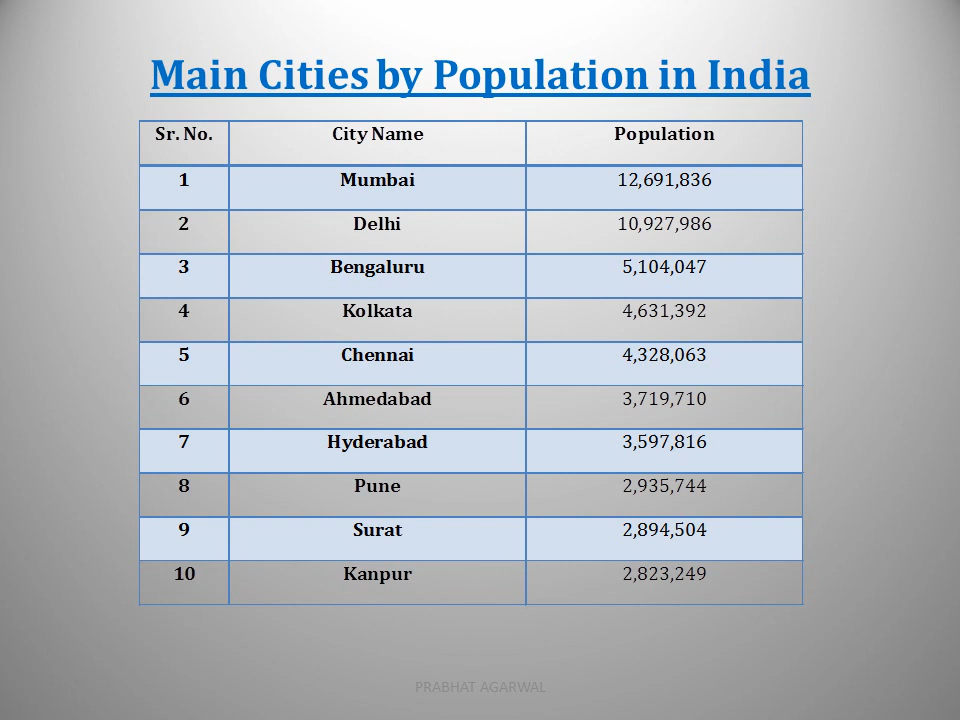 Main Cities by Population in India
Sr. No. City Name Population
1 Mumbai 12,691,836
2 Delhi 10,927,986
3 Bengaluru 5,104,047
4 Kolkata 4,631,392
5 Chennai 4,328,063
6 Ahmedabad 3,719,710
7 Hyderabad 3,597,816
8 Pune 2,935,744
9 Surat 2,894,504
10 Kanpur 2,823,249
PRABHAT AGARWAL